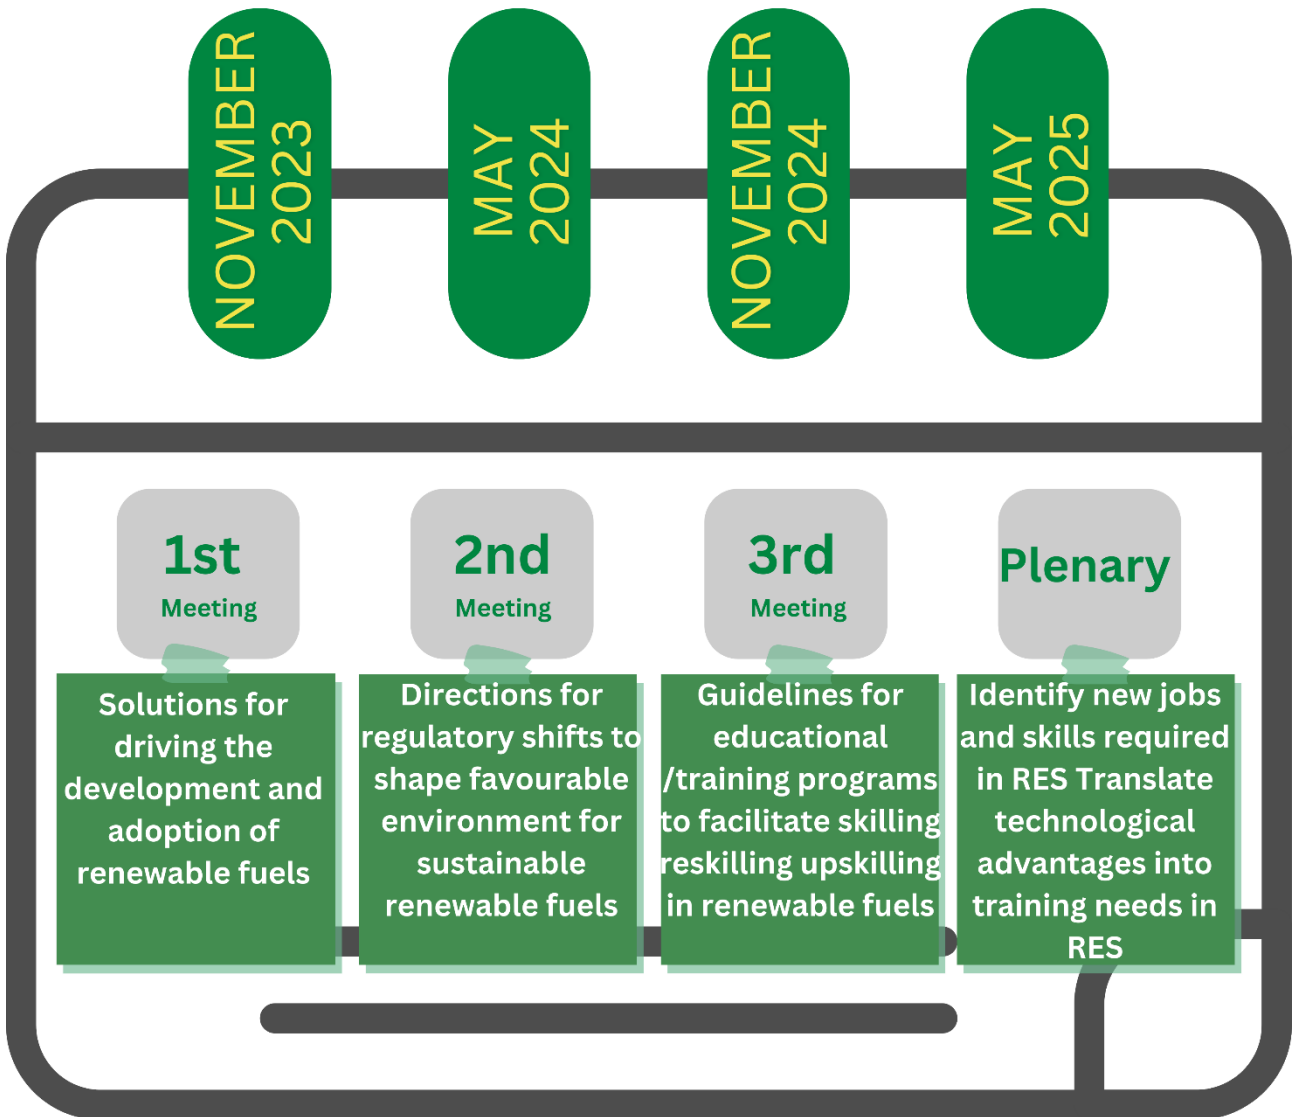 NOVEMBER
2023
MAY
2024
NOVEMBER
2024
MAY
2025
1st
Meeting
2nd
Meeting
3rd
Meeting
Plenary
Solutions for
driving the
development and
adoption of
renewable fuels
Directions for
regulatory shifts to
shape favourable
environment for
sustainable
renewable fuels
Guidelines for
educational
/training programs
to facilitate skilling
reskilling upskilling
in renewable fuels
Identify new jobs
and skills required
in RES Translate
technological
advantages into
training needs in
RES